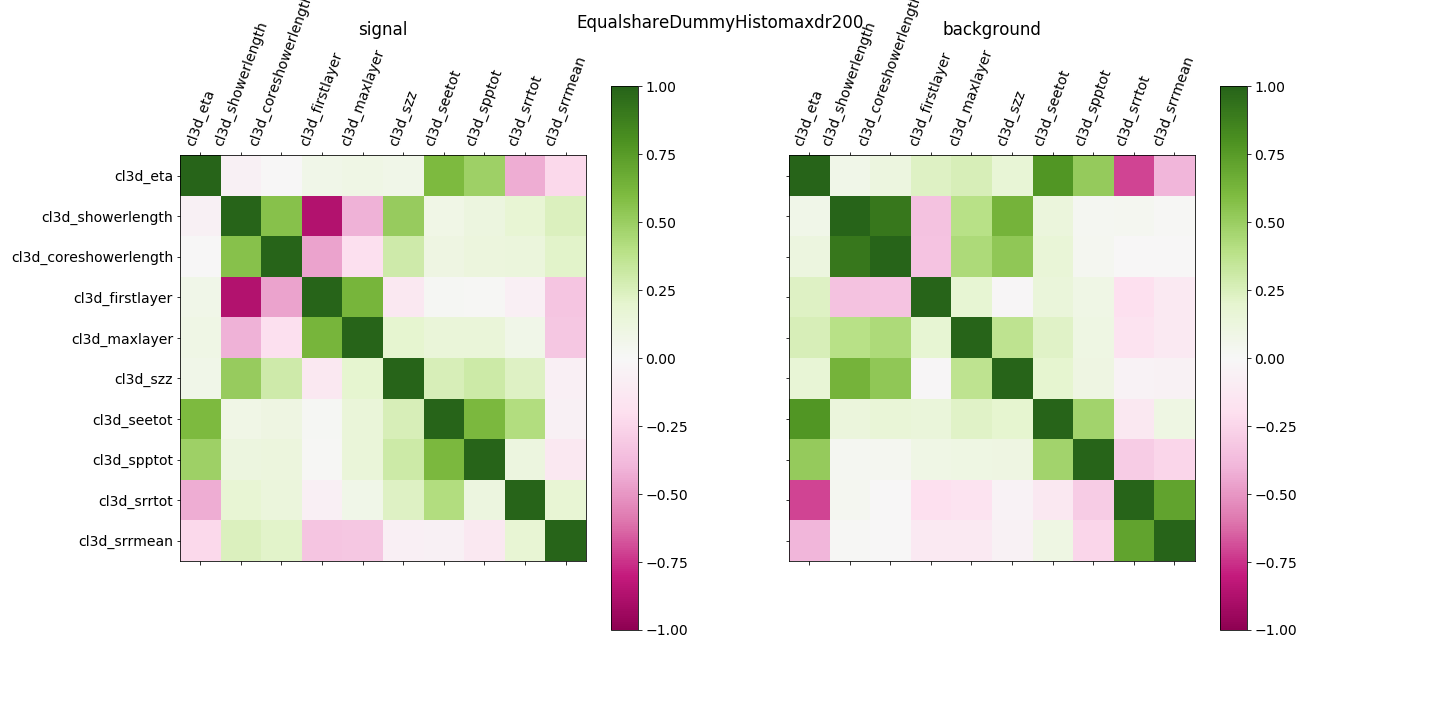 EqualshareDummyHistomaxdr200
signal
cl3d_eta
cl3d_showerlength
cl3d_coreshowerlength
cl3d_firstlayer
cl3d_maxlayer
cl3d_szz
cl3d_seetot
cl3d_spptot
cl3d_srrtot
cl3d_srrmean
cl3d_eta
cl3d_showerlength
cl3d_coreshowerlength
cl3d_firstlayer
cl3d_maxlayer
cl3d_szz
cl3d_seetot
cl3d_spptot
cl3d_srrtot
cl3d_srrmean
1.00
0.75
0.50
0.25
0.00
−0.25
−0.50
−0.75
−1.00
background
cl3d_eta
cl3d_showerlength
cl3d_coreshowerlength
cl3d_firstlayer
cl3d_maxlayer
cl3d_szz
cl3d_seetot
cl3d_spptot
cl3d_srrtot
cl3d_srrmean
1.00
0.75
0.50
0.25
0.00
−0.25
−0.50
−0.75
−1.00